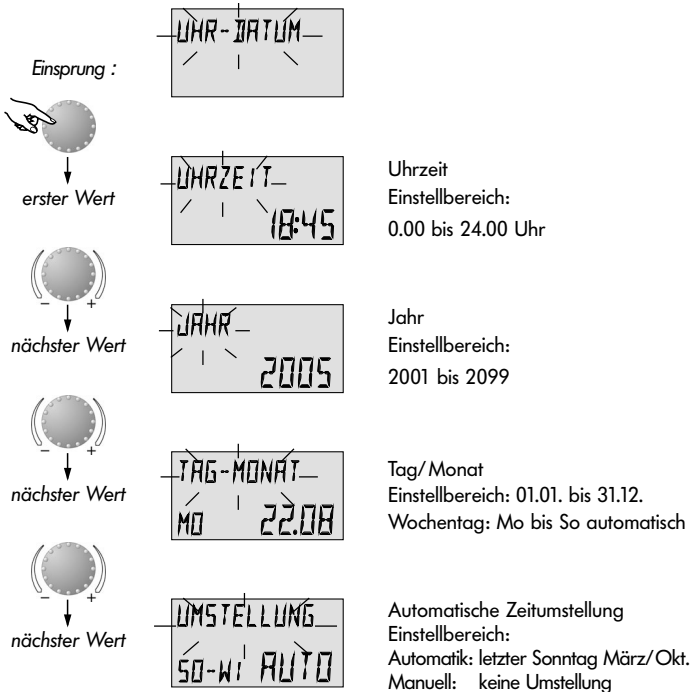 UHR-DATUM
Einsprung :
erster Wert
UHRZEIT
18:45
Uhrzeit
Einstellbereich:
0.00 bis 24.00 Uhr
- +
nächster Wert
JAHR
2005
Jahr
Einstellbereich:
2001 bis 2099
- +
nächster Wert
TAG-MONAT
MO 22.08
Tag/Monat
Einstellbereich: 01.01. bis 31.12.
Wochentag: Mo bis So automatisch
- +
nächster Wert
UMSTELLUNG
SO-WI AUTO
Automatische Zeitumstellung
Einstellbereich:
Automatik: letzter Sonntag März/Okt.
Manuell: keine Umstellung